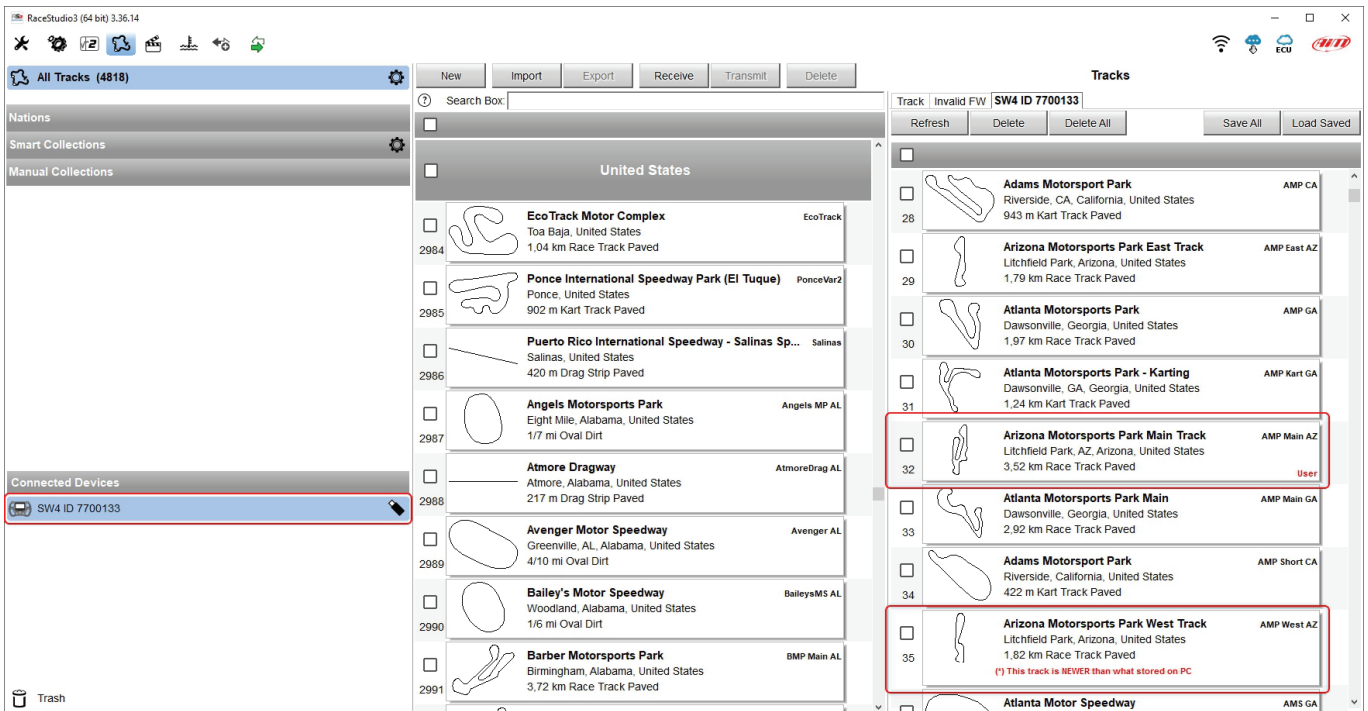 RaceStudio3 (64 bit) 3.36.14
ECU
AiM
All Tracks (4818)
Nations
Smart Collections
Manual Collections
Connected Devices
SW4 ID 7700133
Trash
New Import Export Receive Transmit Delete
? Search Box:
United States
EcoTrack Motor Complex EcoTrack
Toa Baja, United States
2984 1,04 km Race Track Paved
Ponce International Speedway Park (El Tuque) PonceVar2
Ponce, United States
2985 902 m Kart Track Paved
Puerto Rico International Speedway - Salinas Sp... Salinas
Salinas, United States
2986 420 m Drag Strip Paved
Angels Motorsports Park Angels MP AL
Eight Mile, Alabama, United States
2987 1/7 mi Oval Dirt
Atmore Dragway AtmoreDrag AL
Atmore, Alabama, United States
2988 217 m Drag Strip Paved
Avenger Motor Speedway Avenger AL
Greenville, AL, Alabama, United States
2989 4/10 mi Oval Dirt
Bailey's Motor Speedway BaileysMS AL
Woodland, Alabama, United States
2990 1/6 mi Oval Dirt
Barber Motorsports Park BMP Main AL
Birmingham, Alabama, United States
2991 3,72 km Race Track Paved
Tracks
Track Invalid FW SW4 ID 7700133
Refresh Delete Delete All Save All Load Saved
Adams Motorsport Park AMP CA
Riverside, CA, California, United States
28 943 m Kart Track Paved
Arizona Motorsports Park East Track AMP East AZ
Litchfield Park, Arizona, United States
29 1,79 km Race Track Paved
Atlanta Motorsports Park AMP GA
Dawsonville, Georgia, United States
30 1,97 km Race Track Paved
Atlanta Motorsports Park - Karting AMP Kart GA
Dawsonville, GA, Georgia, United States
31 1,24 km Kart Track Paved
Arizona Motorsports Park Main Track AMP Main AZ
Litchfield Park, AZ, Arizona, United States
32 3,52 km Race Track Paved
User
Atlanta Motorsports Park Main AMP Main GA
Dawsonville, Georgia, United States
33 2,92 km Race Track Paved
Adams Motorsport Park AMP Short CA
Riverside, California, United States
34 422 m Kart Track Paved
Arizona Motorsports Park West Track AMP West AZ
Litchfield Park, Arizona, United States
35 1,82 km Race Track Paved
(*) This track is NEWER than what stored on PC
Atlanta Motor Speedway AMS GA